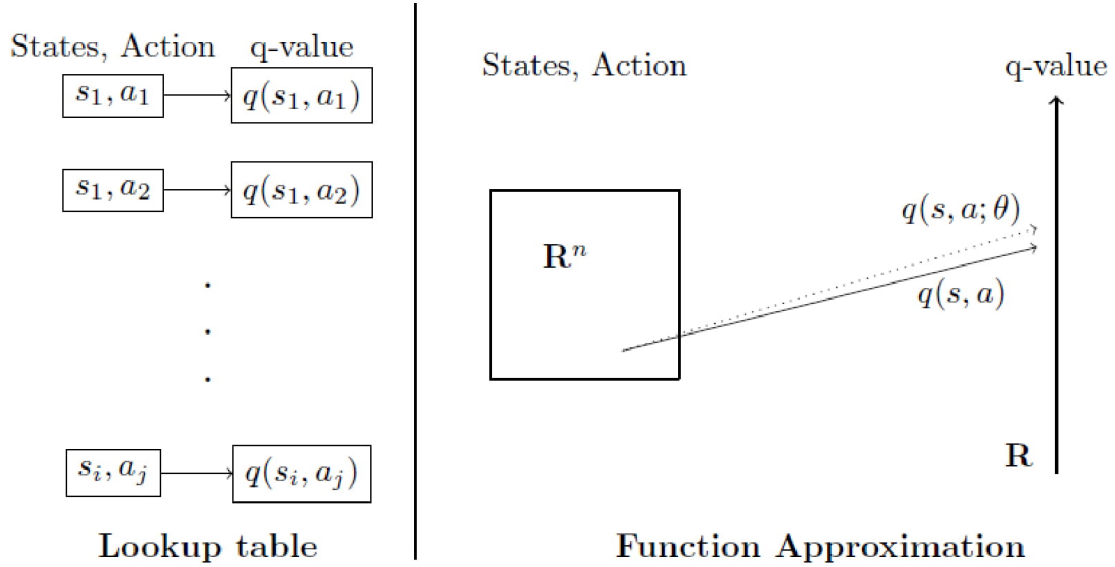 States, Action q-value
s₁, a₁ q(s₁, a₁)
s₁, a₂ q(s₁, a₂)
.
.
.
sᵢ, aⱼ q(sᵢ, aⱼ)
Lookup table
States, Action q-value
q(s, a; θ)
Rⁿ
q(s, a)
R
Function Approximation